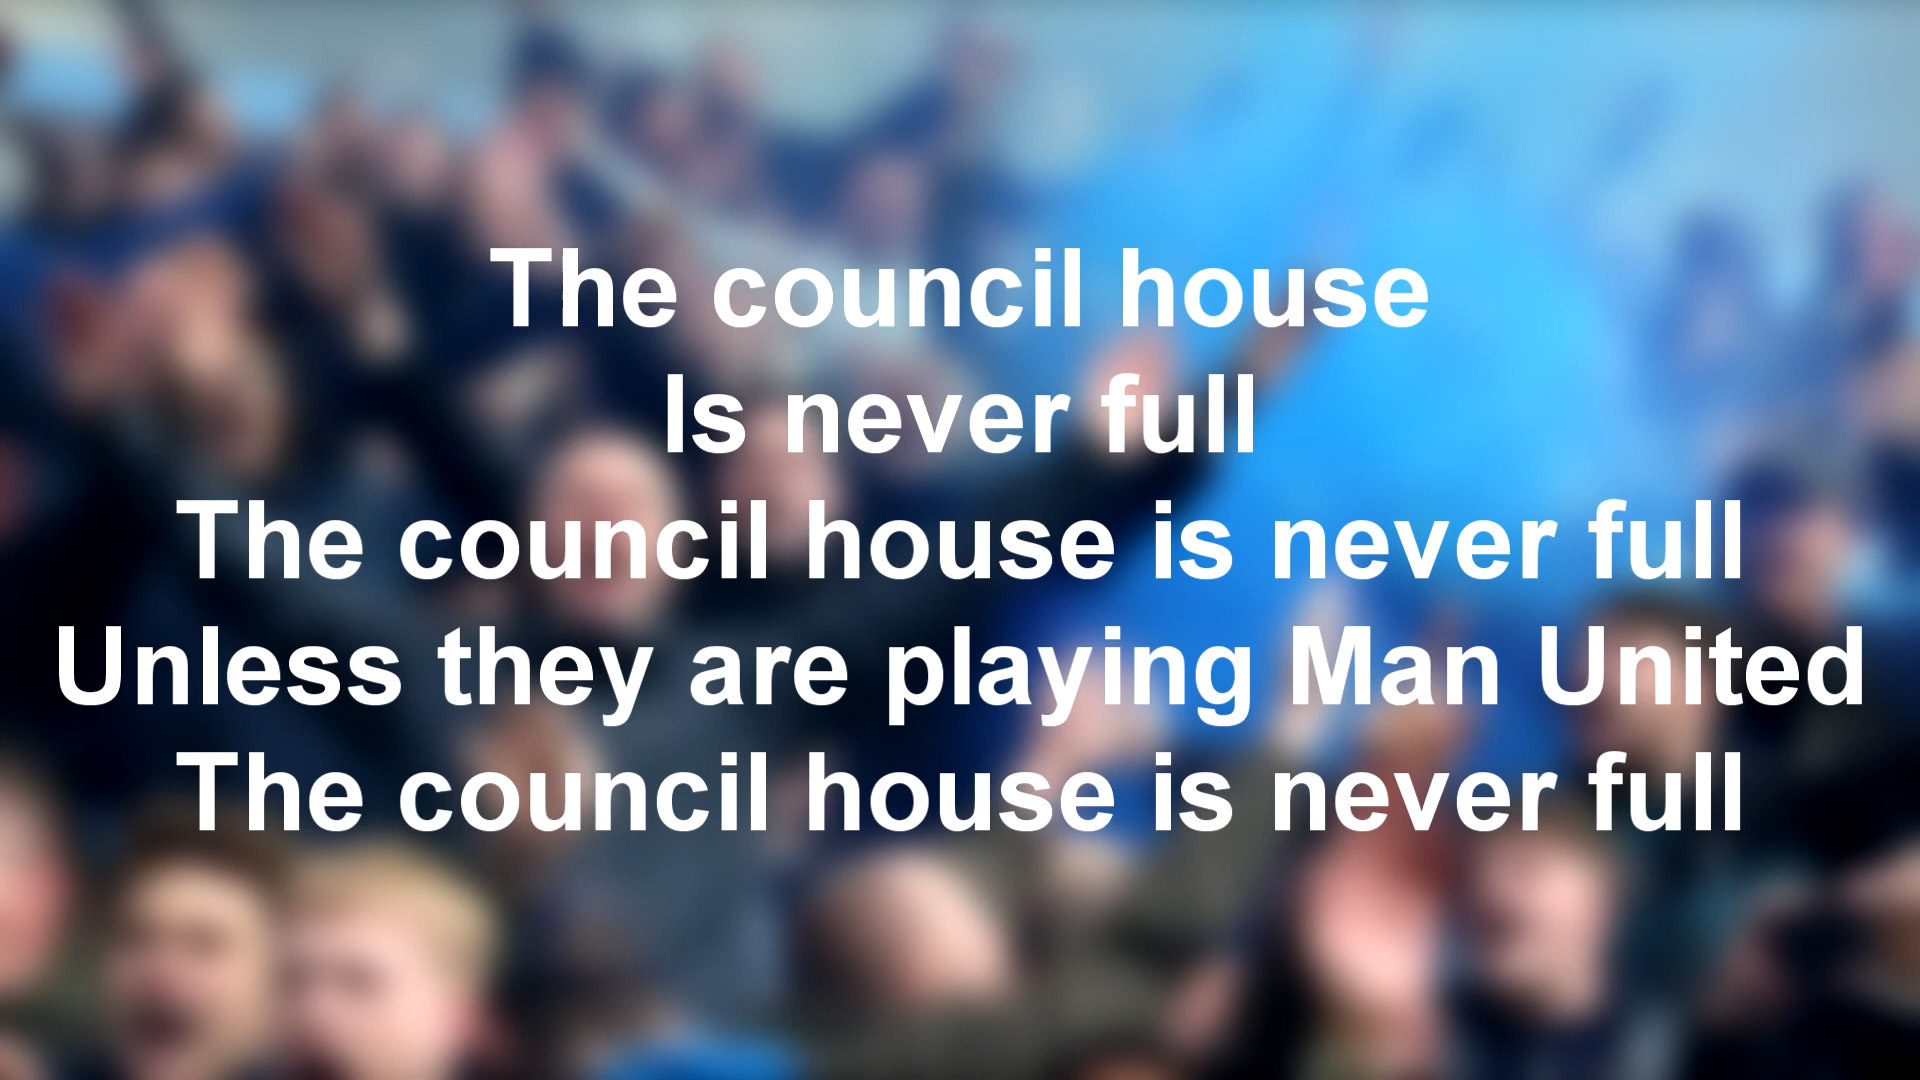 The council house
Is never full
The council house is never full
Unless they are playing Man United
The council house is never full